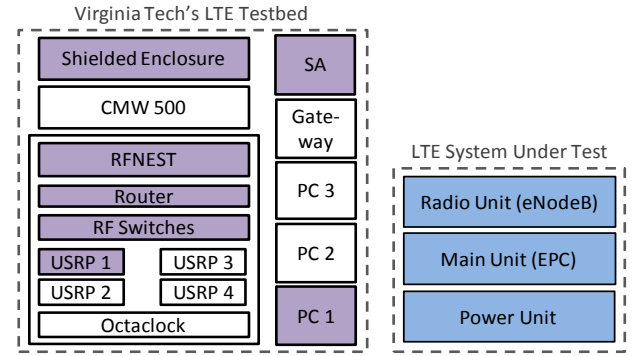 Virginia Tech's LTE Testbed
Shielded Enclosure
CMW 500
RFNEST
Router
RF Switches
USRP 1
USRP 3
USRP 2
USRP 4
Octaclock
SA
Gate-
way
PC 3
PC 2
PC 1
LTE System Under Test
Radio Unit (eNodeB)
Main Unit (EPC)
Power Unit